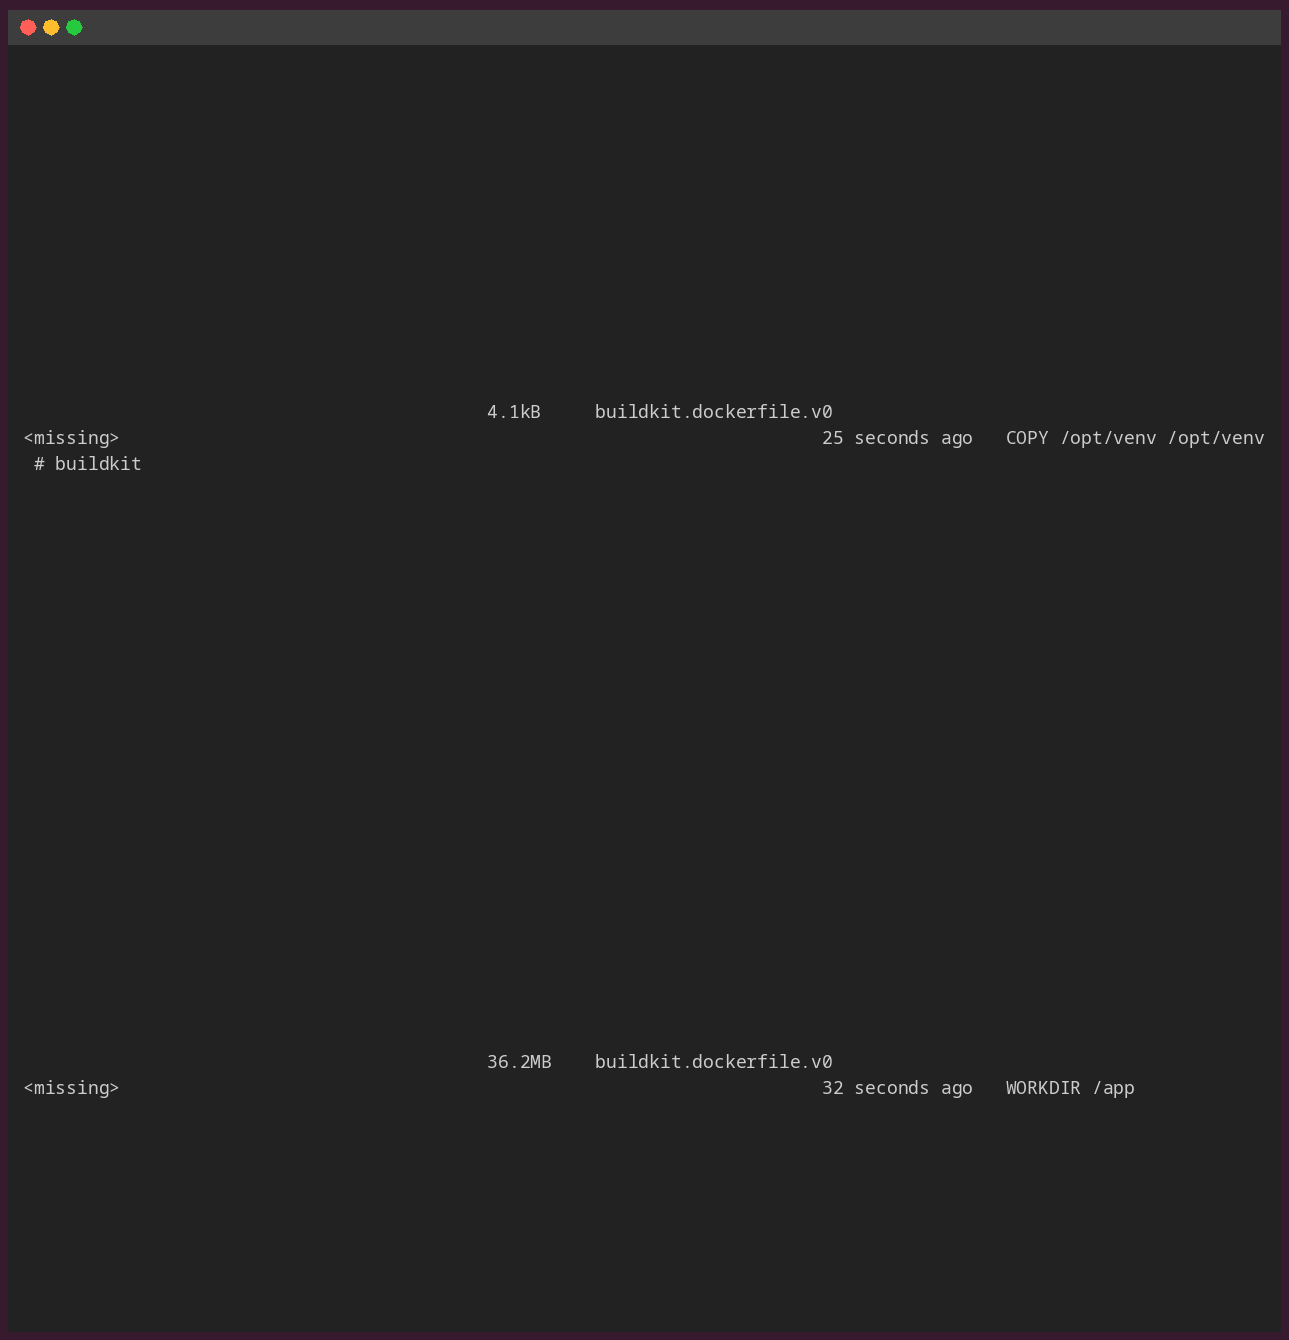 4.1kB     buildkit.dockerfile.v0
<missing>                                                                 25 seconds ago   COPY /opt/venv /opt/venv
 # buildkit
36.2MB    buildkit.dockerfile.v0
<missing>                                                                 32 seconds ago   WORKDIR /app